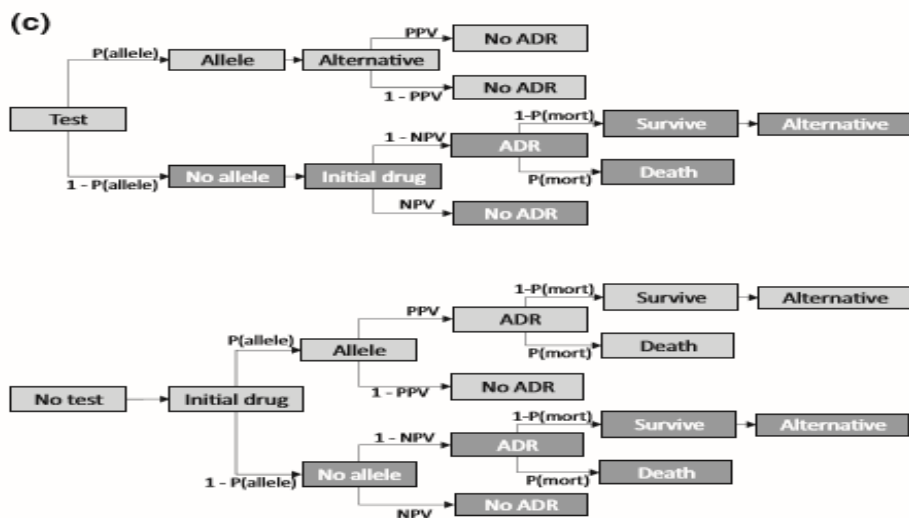 (c)
PPV
No ADR
P(allele)
Allele
Alternative
No ADR
1 - PPV
Test
1-P(mort)
Survive
Alternative
1 - NPV
ADR
1 - P(allele)
No allele
Initial drug
P(mort)
Death
NPV
No ADR
1-P(mort)
Survive
Alternative
PPV
ADR
P(allele)
Allele
P(mort)
Death
No test
Initial drug
1 - PPV
No ADR
1-P(mort)
Survive
Alternative
1 - NPV
ADR
1 - P(allele)
No allele
P(mort)
Death
NPV
No ADR